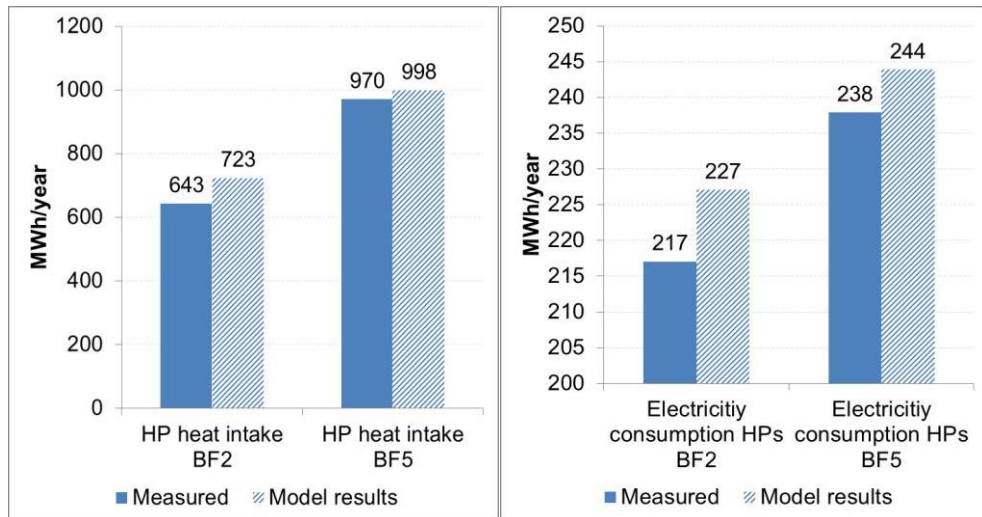 1200
1000
800
600
400
200
0
MWh/year
643
723
970
998
HP heat intake
BF2
HP heat intake
BF5
Measured
Model results
250
245
240
235
230
225
220
215
210
205
200
MWh/year
217
227
238
244
Electricitiy
consumption HPs
BF2
Electricitiy
consumption HPs
BF5
Measured
Model results